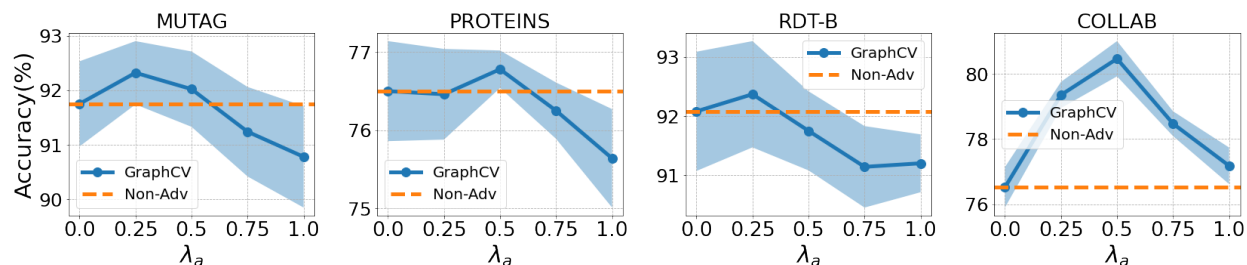 MUTAG
Accuracy(%)
93
92
91
90
GraphCV
Non-Adv
0.0 0.25 0.5 0.75 1.0
λa
PROTEINS
77
76
75
GraphCV
Non-Adv
0.0 0.25 0.5 0.75 1.0
λa
RDT-B
93
92
91
GraphCV
Non-Adv
0.0 0.25 0.5 0.75 1.0
λa
COLLAB
80
78
76
GraphCV
Non-Adv
0.0 0.25 0.5 0.75 1.0
λa